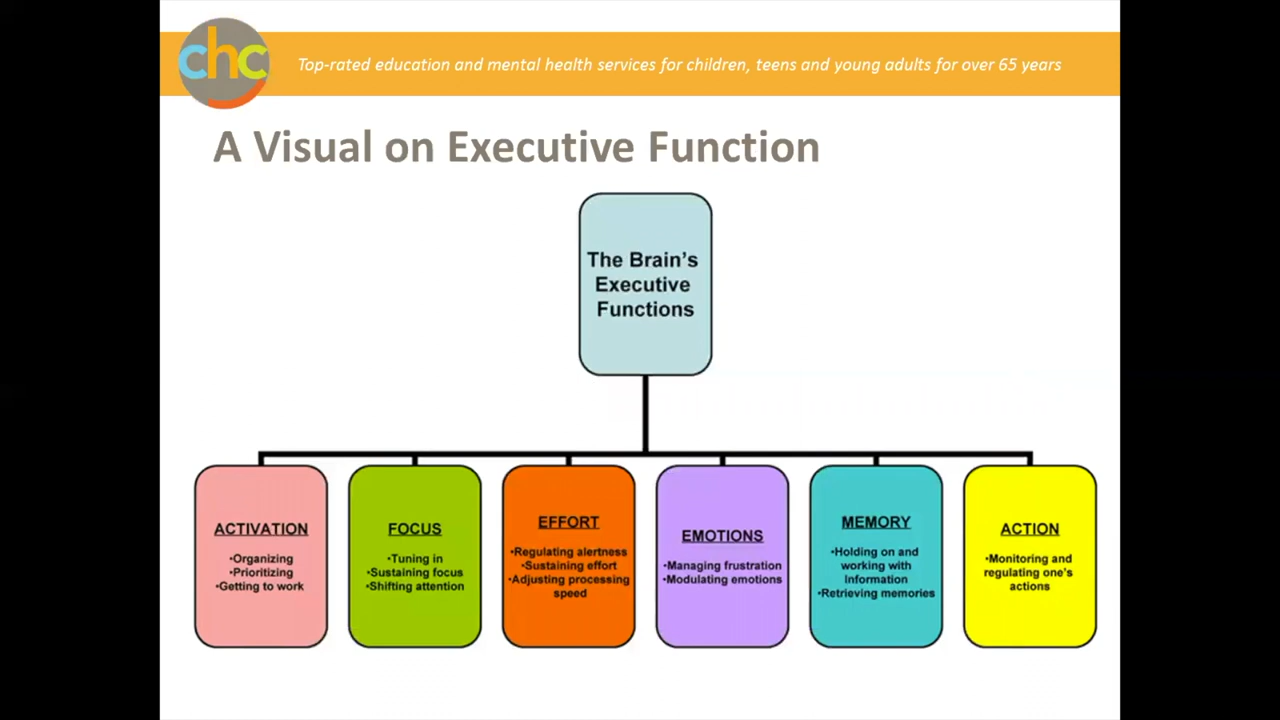 chc
Top-rated education and mental health services for children, teens and young adults for over 65 years
A Visual on Executive Function
The Brain's
Executive
Functions
ACTIVATION
•Organizing
•Prioritizing
•Getting to work
FOCUS
•Tuning in
•Sustaining focus
•Shifting attention
EFFORT
•Regulating alertness
•Sustaining effort
•Adjusting processing
speed
EMOTIONS
•Managing frustration
•Modulating emotions
MEMORY
•Holding on and
working with
Information
•Retrieving memories
ACTION
•Monitoring and
regulating one's
actions